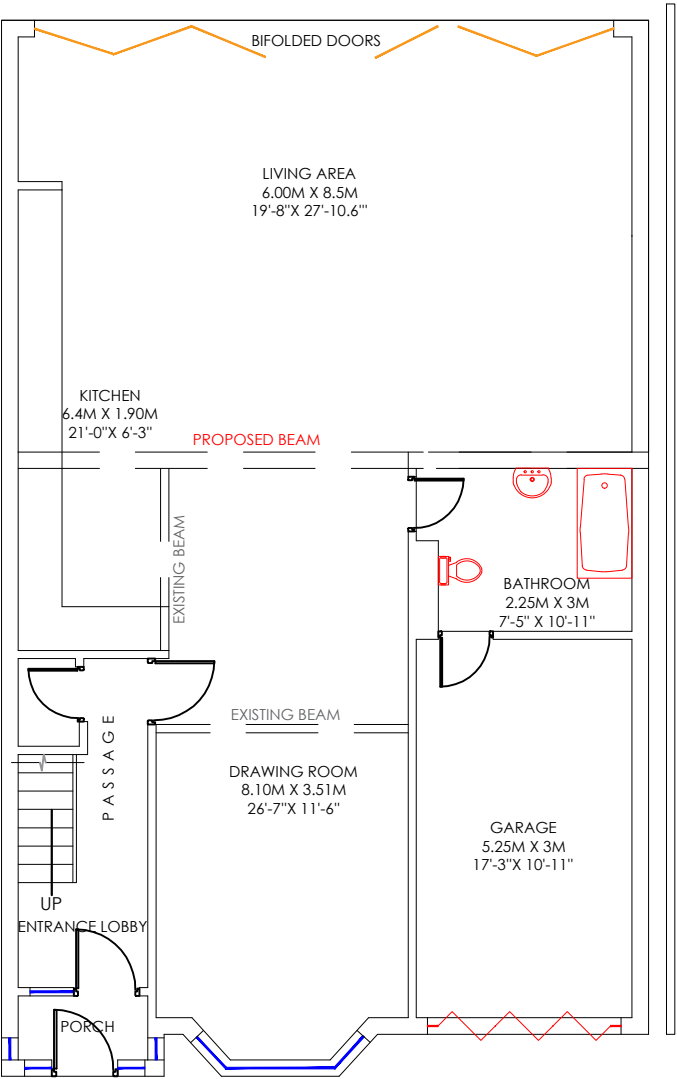 BIFOLDED DOORS
LIVING AREA
6.00M X 8.5M
19'-8"X 27'-10.6"'
KITCHEN
6.4M X 1.90M
21'-0"X 6'-3"
PROPOSED BEAM
EXISTING BEAM
BATHROOM
2.25M X 3M
7'-5" X 10'-11"
EXISTING BEAM
PASSAGE
DRAWING ROOM
8.10M X 3.51M
26'-7"X 11'-6"
GARAGE
5.25M X 3M
17'-3"X 10'-11"
UP
ENTRANCE LOBBY
PORCH